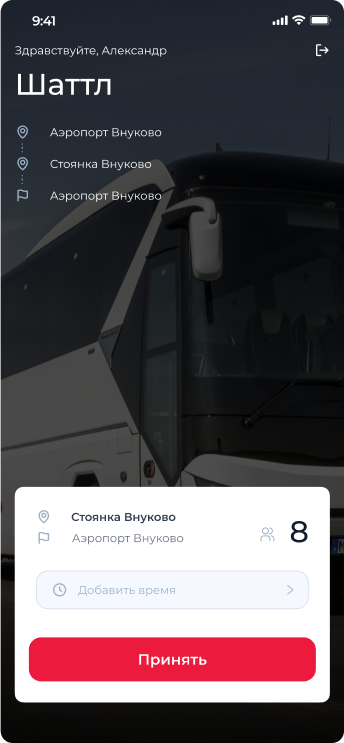 9:41
Здравствуйте, Александр
Шаттл
Аэропорт Внуково
Стоянка Внуково
Аэропорт Внуково
Стоянка Внуково
Аэропорт Внуково
8
Добавить время
Принять